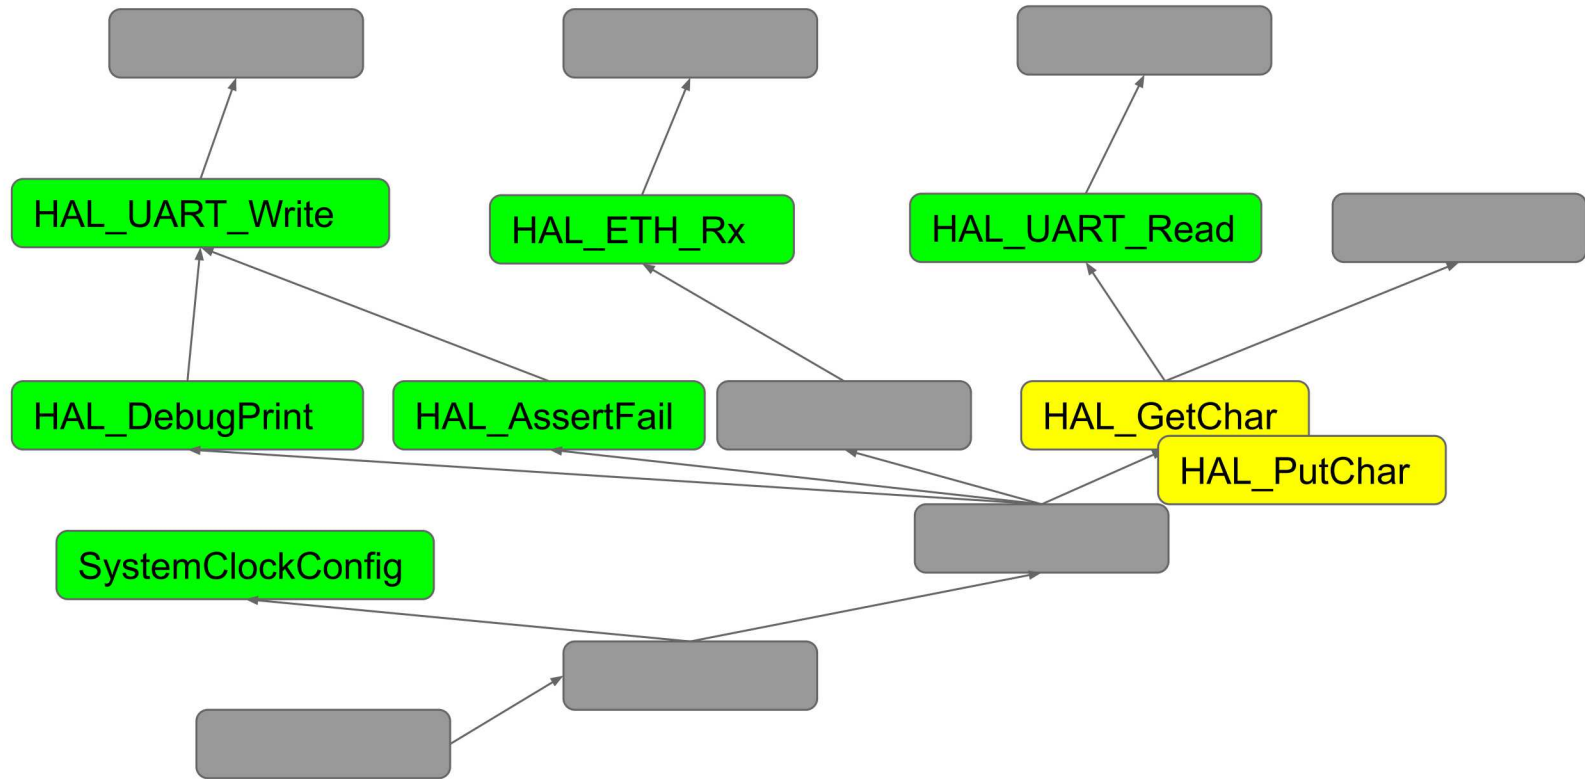 HAL_UART_Write
HAL_ETH_Rx
HAL_UART_Read
HAL_DebugPrint
HAL_AssertFail
HAL_GetChar
HAL_PutChar
SystemClockConfig